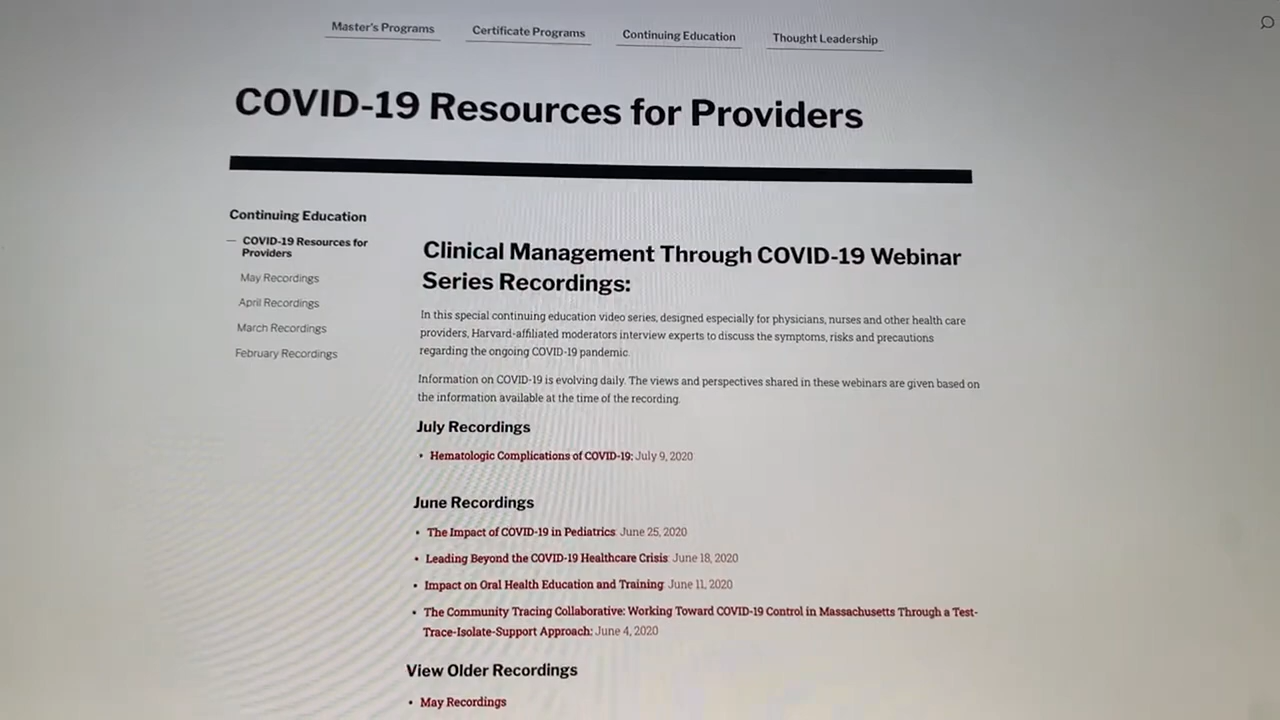 Master's Programs
Certificate Programs
Continuing Education
Thought Leadership
COVID-19 Resources for Providers
Continuing Education
— COVID-19 Resources for
Providers
May Recordings
April Recordings
March Recordings
February Recordings
Clinical Management Through COVID-19 Webinar
Series Recordings:
In this special continuing education video series, designed especially for physicians, nurses and other health care
providers, Harvard-affiliated moderators interview experts to discuss the symptoms, risks and precautions
regarding the ongoing COVID-19 pandemic.
Information on COVID-19 is evolving daily. The views and perspectives shared in these webinars are given based on
the information available at the time of the recording.
July Recordings
• Hematologic Complications of COVID-19: July 9, 2020
June Recordings
• The Impact of COVID-19 in Pediatrics: June 25, 2020
• Leading Beyond the COVID-19 Healthcare Crisis: June 18, 2020
• Impact on Oral Health Education and Training: June 11, 2020
• The Community Tracing Collaborative: Working Toward COVID-19 Control in Massachusetts Through a Test-
Trace-Isolate-Support Approach: June 4, 2020
View Older Recordings
• May Recordings